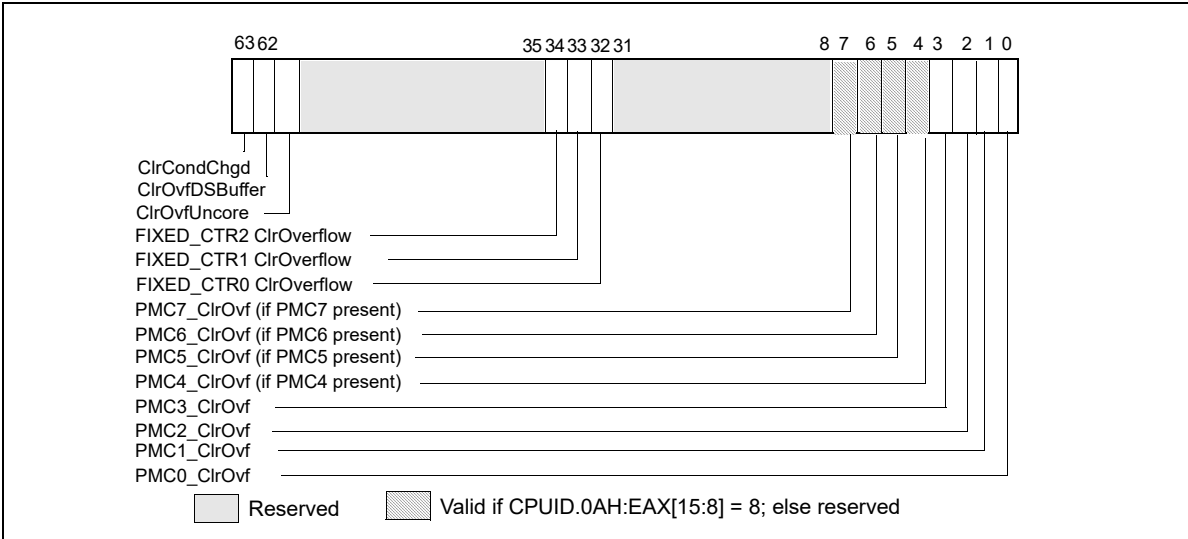 63 62 35 34 33 32 31 8 7 6 5 4 3 2 1 0
ClrCondChgd
ClrOvfDSBuffer
ClrOvfUncore
FIXED_CTR2 ClrOverflow
FIXED_CTR1 ClrOverflow
FIXED_CTR0 ClrOverflow
PMC7_ClrOvf (if PMC7 present)
PMC6_ClrOvf (if PMC6 present)
PMC5_ClrOvf (if PMC5 present)
PMC4_ClrOvf (if PMC4 present)
PMC3_ClrOvf
PMC2_ClrOvf
PMC1_ClrOvf
PMC0_ClrOvf
Reserved Valid if CPUID.0AH:EAX[15:8] = 8; else reserved